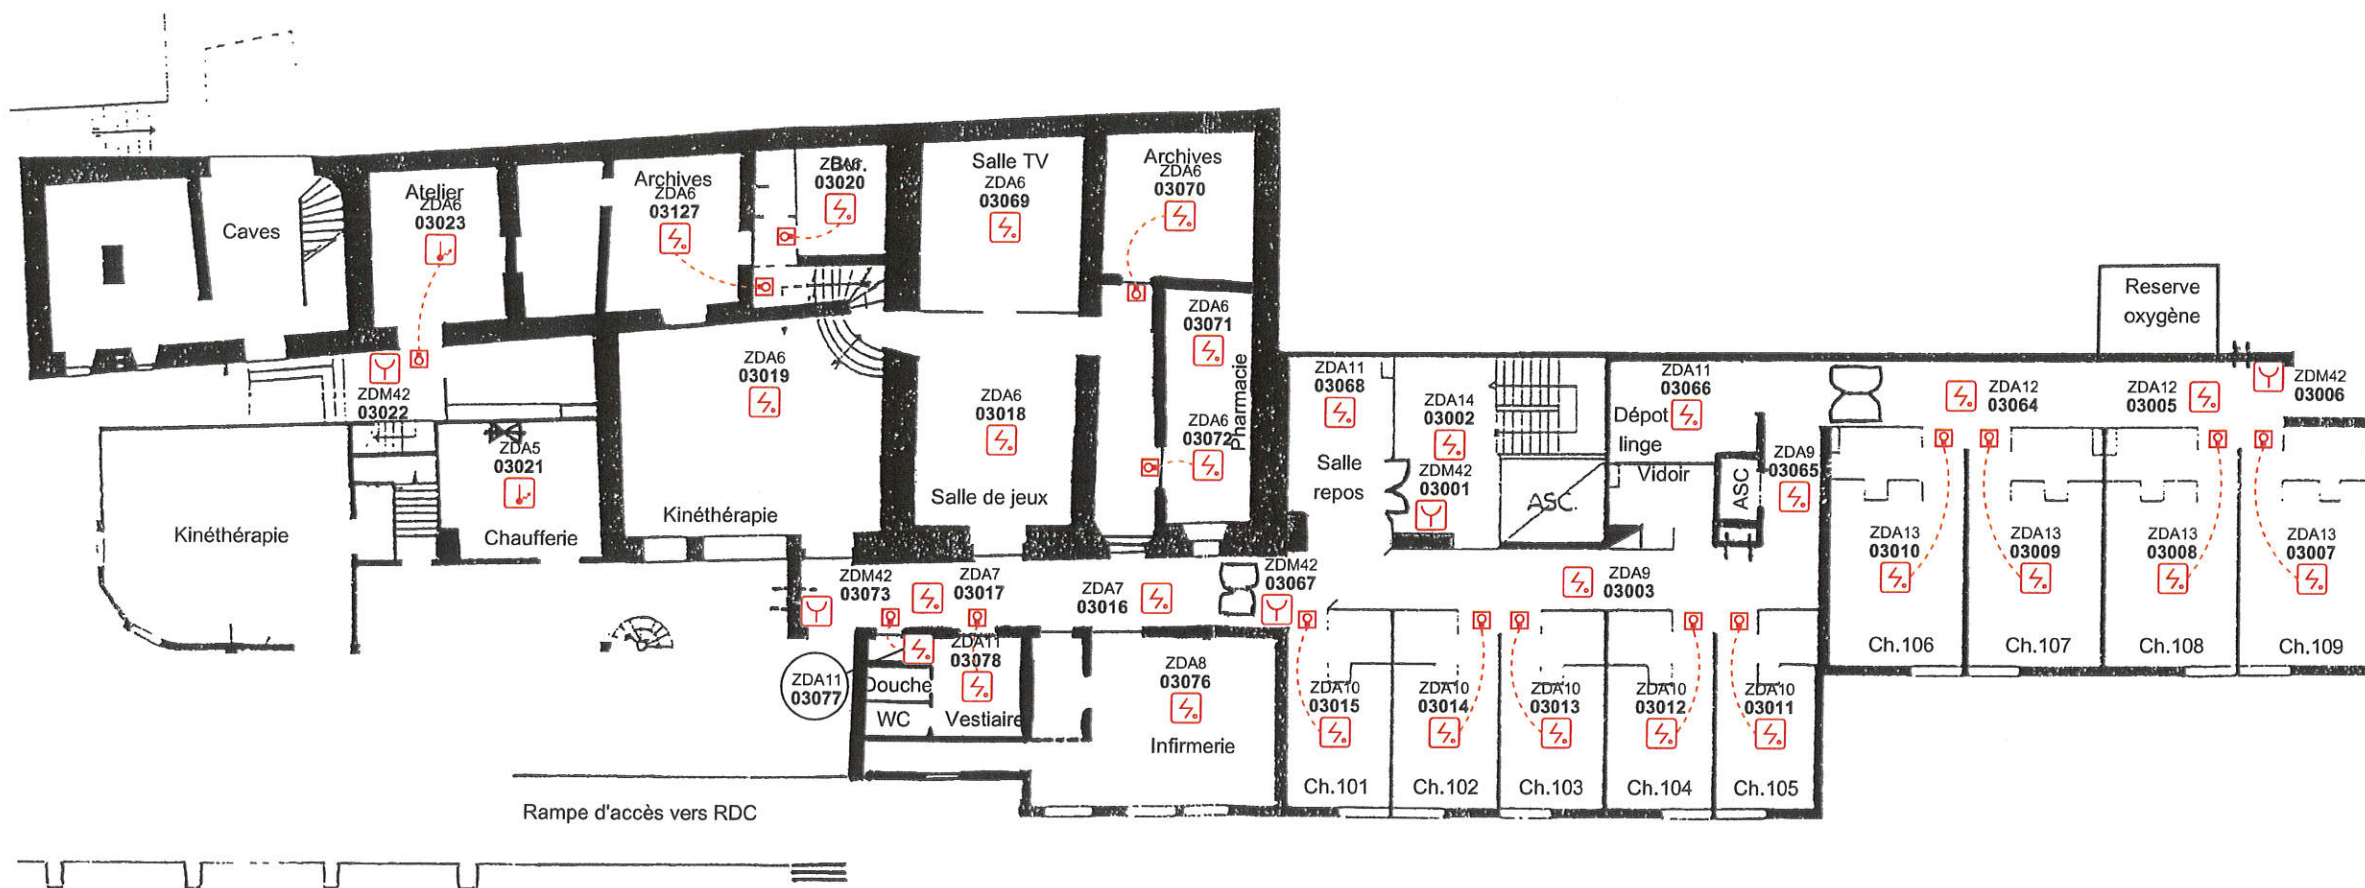 Caves
Atelier
ZDA6
03023
Archives
ZDA6
03127
Bur.
ZDA6
03020
Salle TV
ZDA6
03069
Archives
ZDA6
03070
ZDA6
03071
Pharmacie
ZDA6
03072
ZDA6
03019
Kinéthérapie
ZDA6
03018
Salle de jeux
ZDM42
03022
ZDA5
03021
Chaufferie
Kinéthérapie
ZDA11
03068
Salle
repos
ZDA14
03002
ZDM42
03001
ASC.
ZDA11
03066
Dépot
linge
Vidoir
ASC
ZDA9
03065
Reserve
oxygène
ZDA12
03064
ZDA12
03005
ZDM42
03006
ZDA13
03010
Ch.106
ZDA13
03009
Ch.107
ZDA13
03008
Ch.108
ZDA13
03007
Ch.109
ZDM42
03073
ZDA7
03017
ZDA7
03016
ZDM42
03067
ZDA9
03003
ZDA11
03077
ZDA11
03078
Douche
WC
Vestiaire
ZDA8
03076
Infirmerie
ZDA10
03015
Ch.101
ZDA10
03014
Ch.102
ZDA10
03013
Ch.103
ZDA10
03012
Ch.104
ZDA10
03011
Ch.105
Rampe d'accès vers RDC